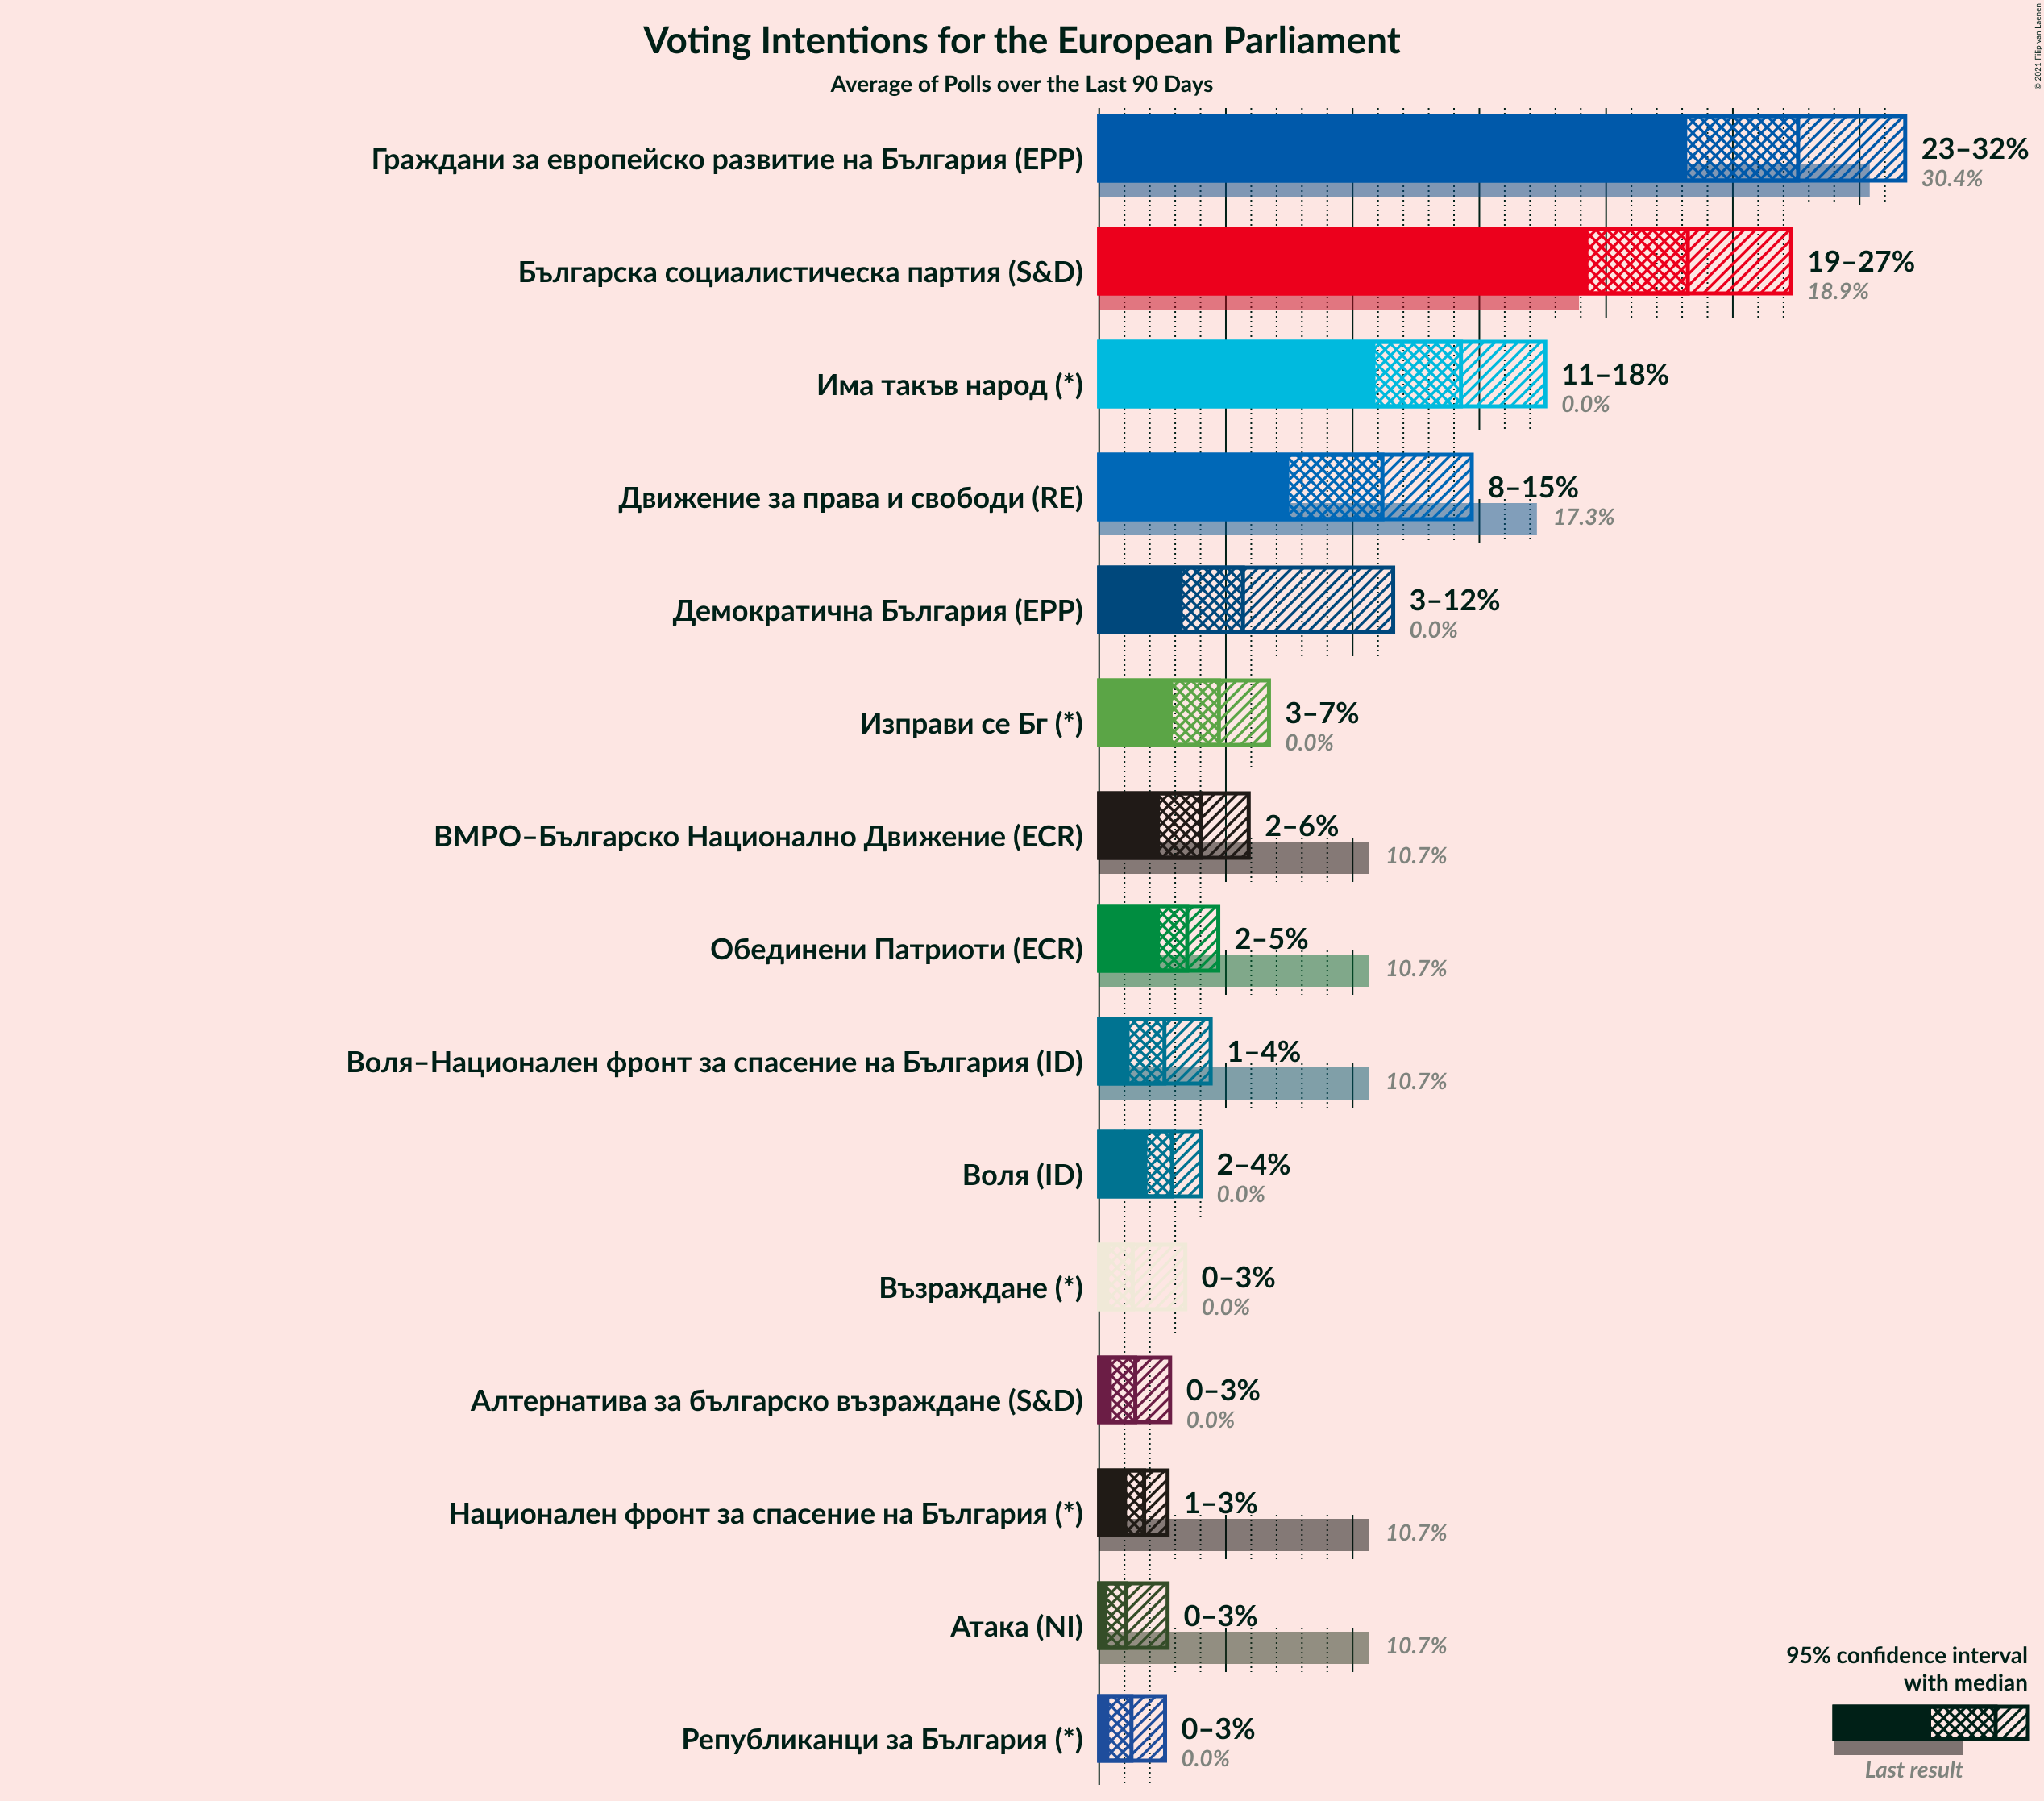 © 2021 Filip van Laenen
Voting Intentions for the European Parliament
Average of Polls over the Last 90 Days
Граждани за европейско развитие на България (EPP)
23–32%
30.4%
Българска социалистическа партия (S&D)
19–27%
18.9%
Има такъв народ (*)
11–18%
0.0%
Движение за права и свободи (RE)
8–15%
17.3%
Демократична България (EPP)
3–12%
0.0%
Изправи се Бг (*)
3–7%
0.0%
ВМРО–Българско Национално Движение (ECR)
2–6%
10.7%
Обединени Патриоти (ECR)
2–5%
10.7%
Воля–Национален фронт за спасение на България (ID)
1–4%
10.7%
Воля (ID)
2–4%
0.0%
Възраждане (*)
0–3%
0.0%
Алтернатива за българско възраждане (S&D)
0–3%
0.0%
Национален фронт за спасение на България (*)
1–3%
10.7%
Атака (NI)
0–3%
10.7%
Републиканци за България (*)
0–3%
0.0%
95% confidence interval
with median
Last result